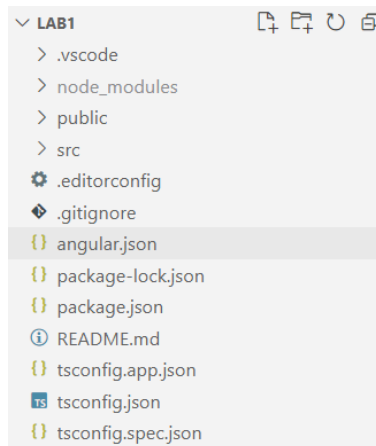 LAB1
.vscode
node_modules
public
src
.editorconfig
.gitignore
{} angular.json
{} package-lock.json
{} package.json
README.md
{} tsconfig.app.json
TS tsconfig.json
{} tsconfig.spec.json